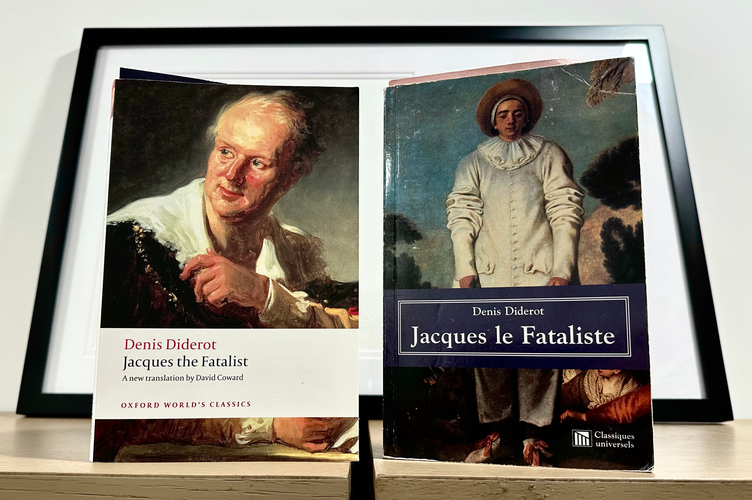 Denis Diderot
Jacques the Fatalist
A new translation by David Coward
OXFORD WORLD'S CLASSICS
Denis Diderot
Jacques le Fataliste
Classiques
universels